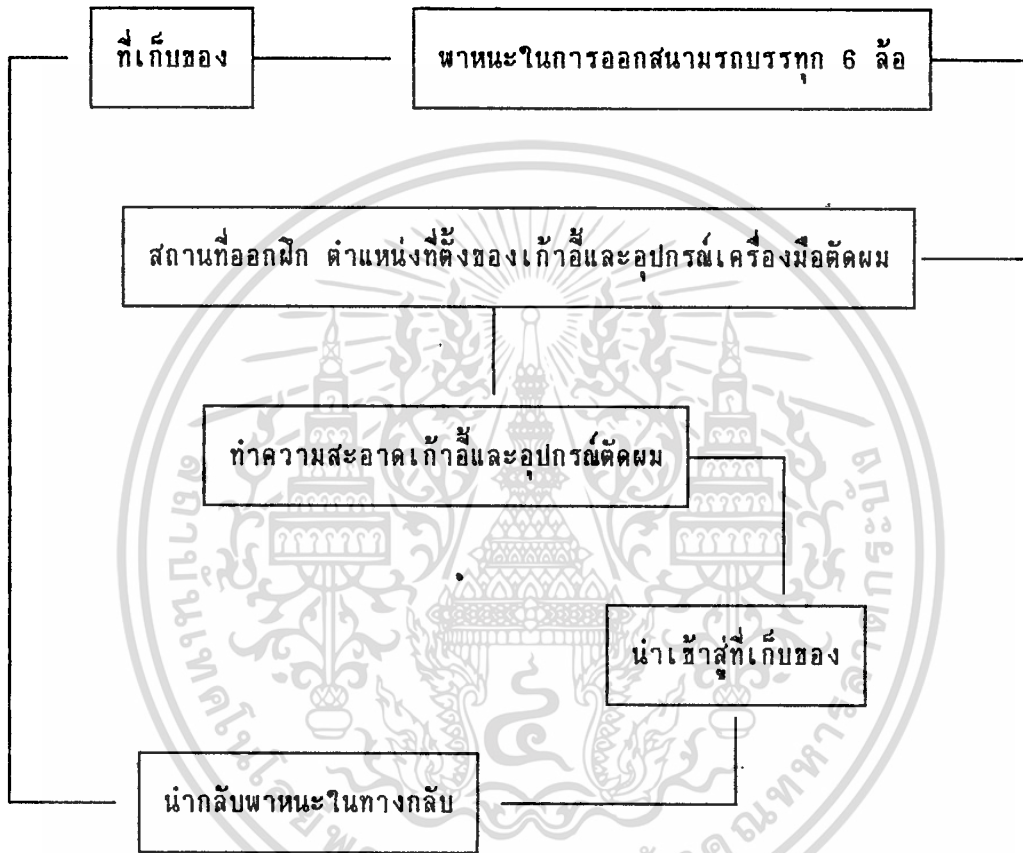 ที่เก็บของ
พาหนะในการออกสนามรถบรรทุก 6 ล้อ
สถานที่ออกฝึก ตำแหน่งที่ตั้งของเก้าอี้และอุปกรณ์เครื่องมือตัดผม
ทำความสะอาดเก้าอี้และอุปกรณ์ตัดผม
นำเข้าสู่ที่เก็บของ
นำกลับพาหนะในทางกลับ